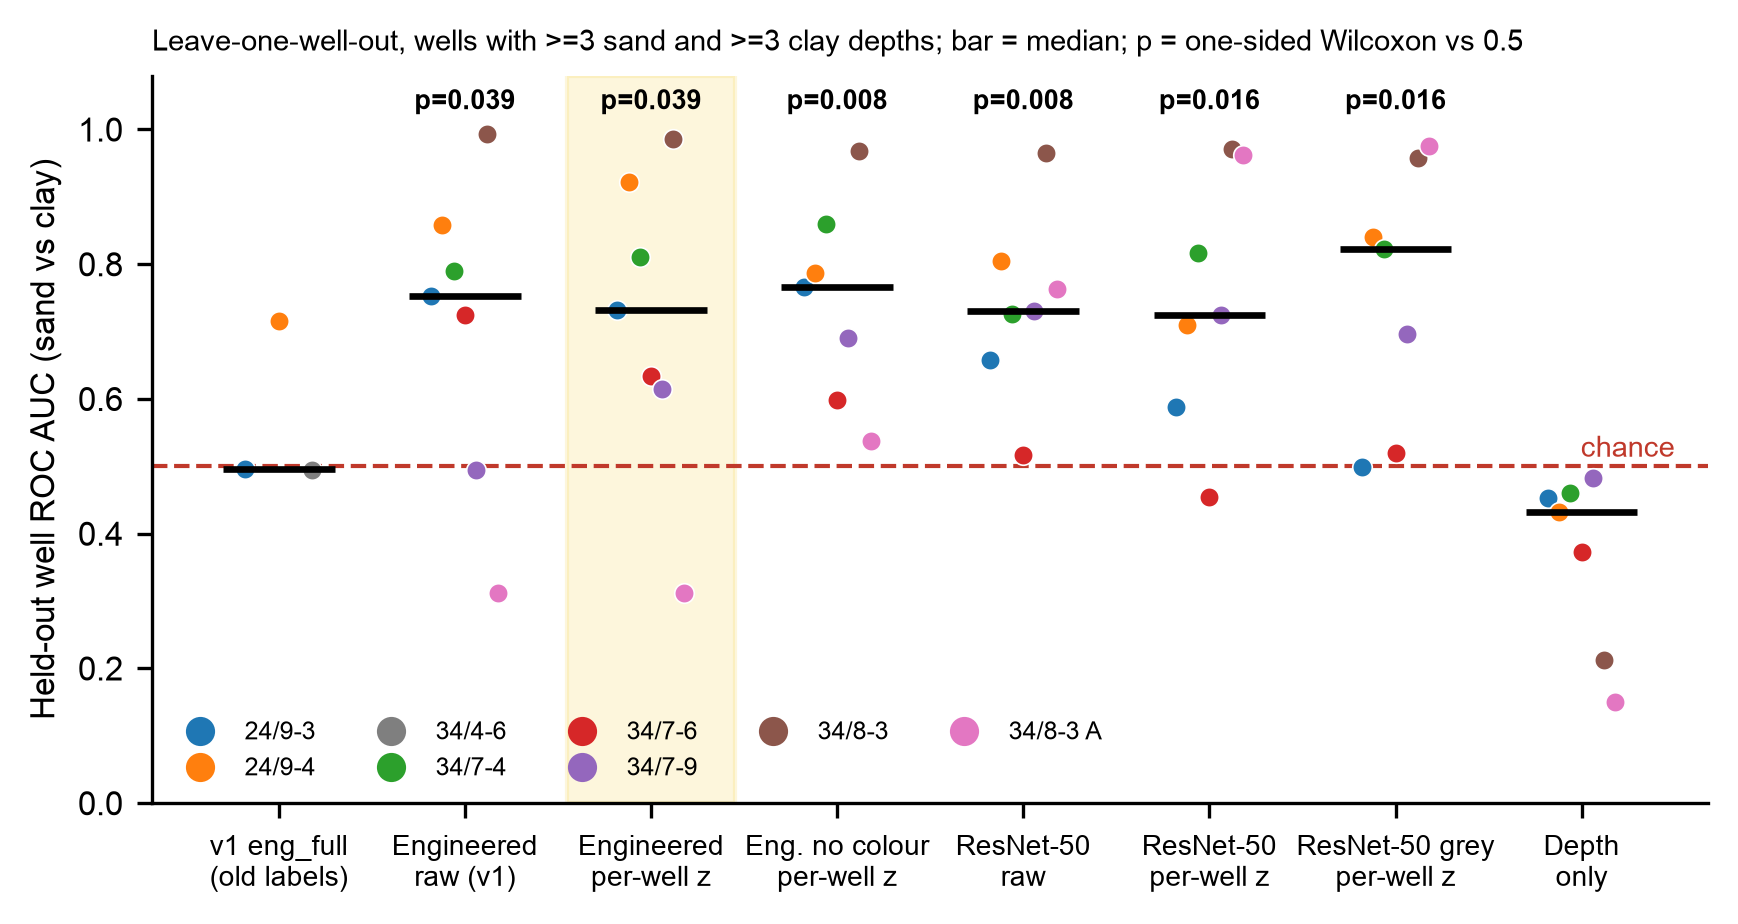 Leave-one-well-out, wells with >=3 sand and >=3 clay depths; bar = median; p = one-sided Wilcoxon vs 0.5
Held-out well ROC AUC (sand vs clay)
1.0
0.8
0.6
0.4
0.2
0.0
p=0.039
p=0.039
p=0.008
p=0.008
p=0.016
p=0.016
chance
24/9-3
34/4-6
34/7-6
34/8-3
34/8-3 A
24/9-4
34/7-4
34/7-9
v1 eng_full
(old labels)
Engineered
raw (v1)
Engineered
per-well z
Eng. no colour
per-well z
ResNet-50
raw
ResNet-50
per-well z
ResNet-50 grey
per-well z
Depth
only